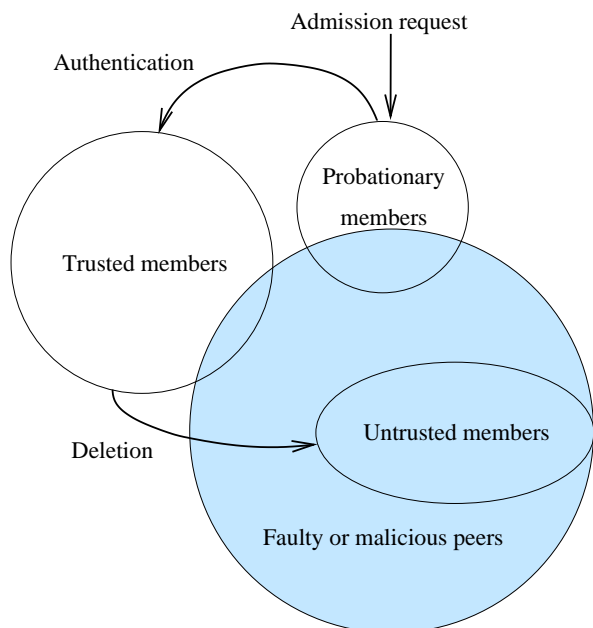 Admission request
Authentication
Probationary
members
Trusted members
Untrusted members
Deletion
Faulty or malicious peers